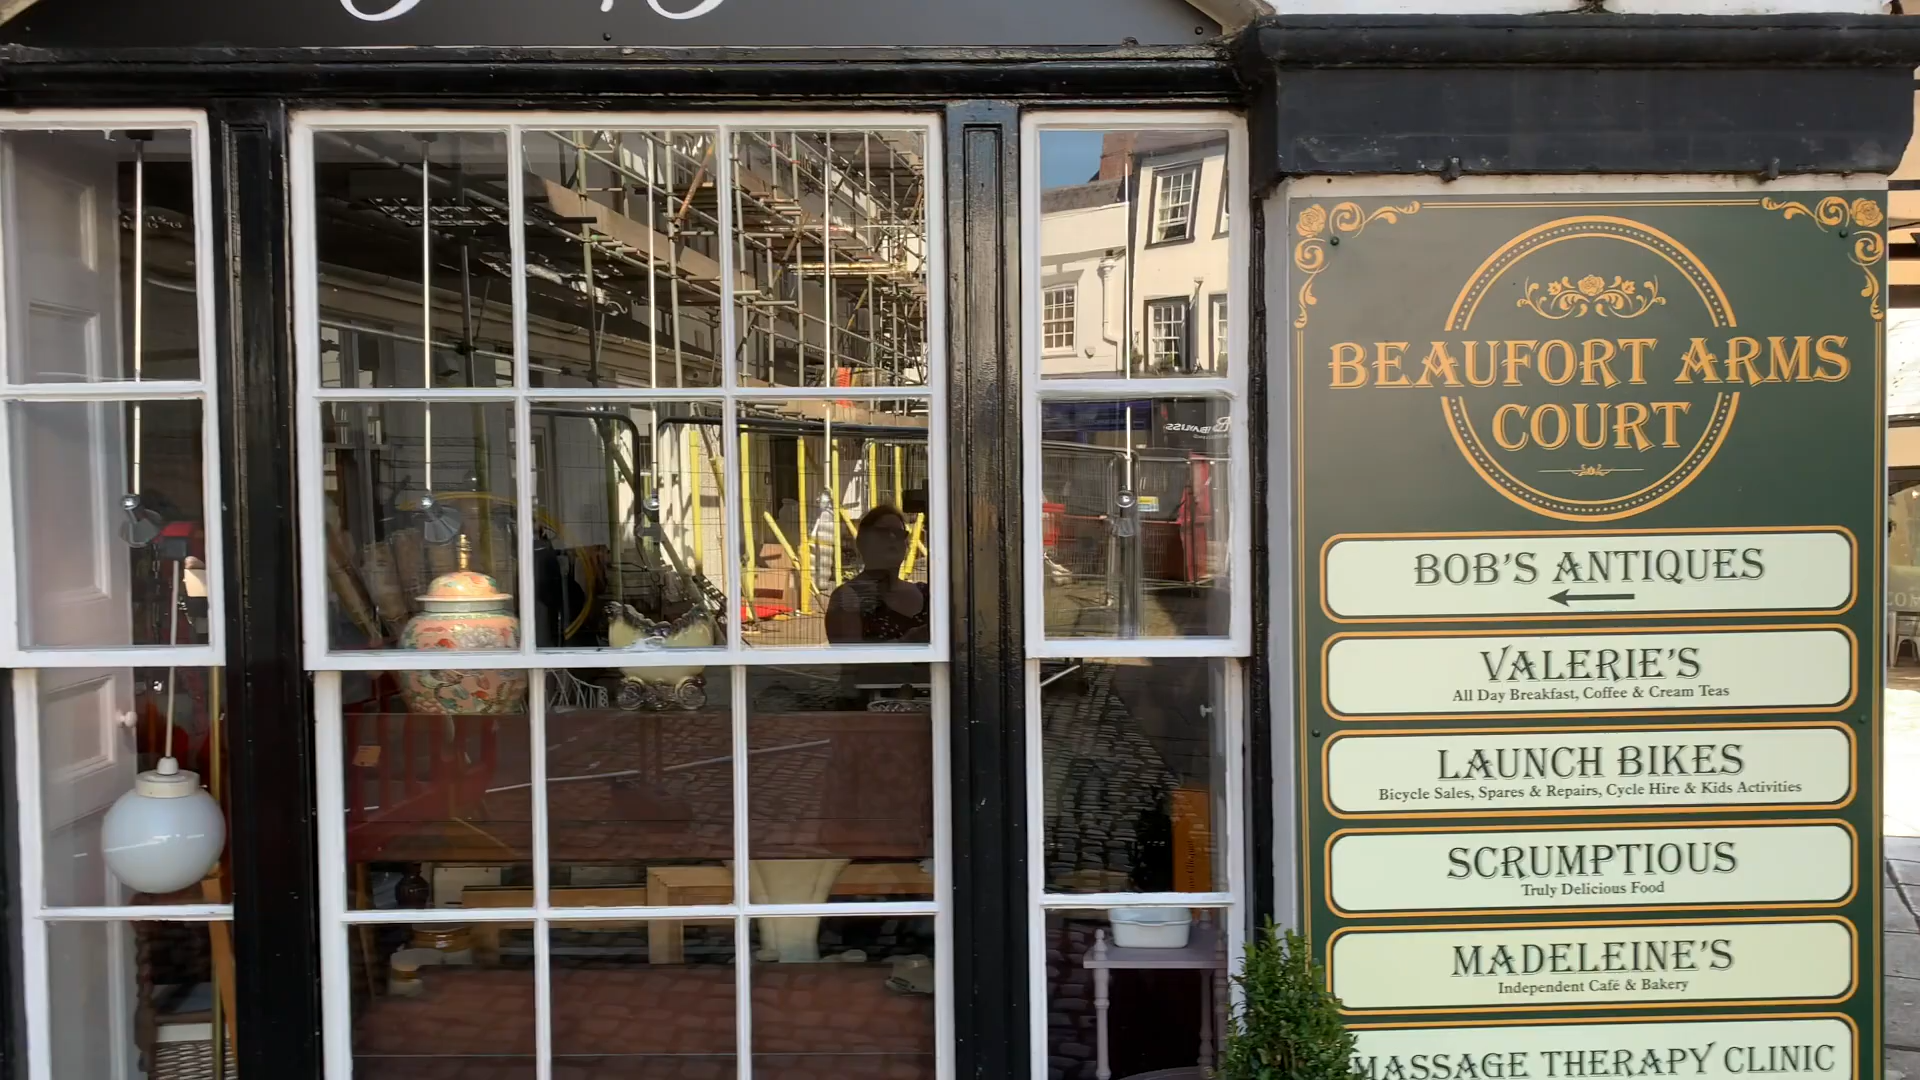 BEAUFORT ARMS
COURT
BOB'S ANTIQUES
VALERIE'S
All Day Breakfast, Coffee & Cream Teas
LAUNCH BIKES
Bicycle Sales, Spares & Repairs, Cycle Hire & Kids Activities
SCRUMPTIOUS
Truly Delicious Food
MADELEINE'S
Independent Café & Bakery
MASSAGE THERAPY CLINIC